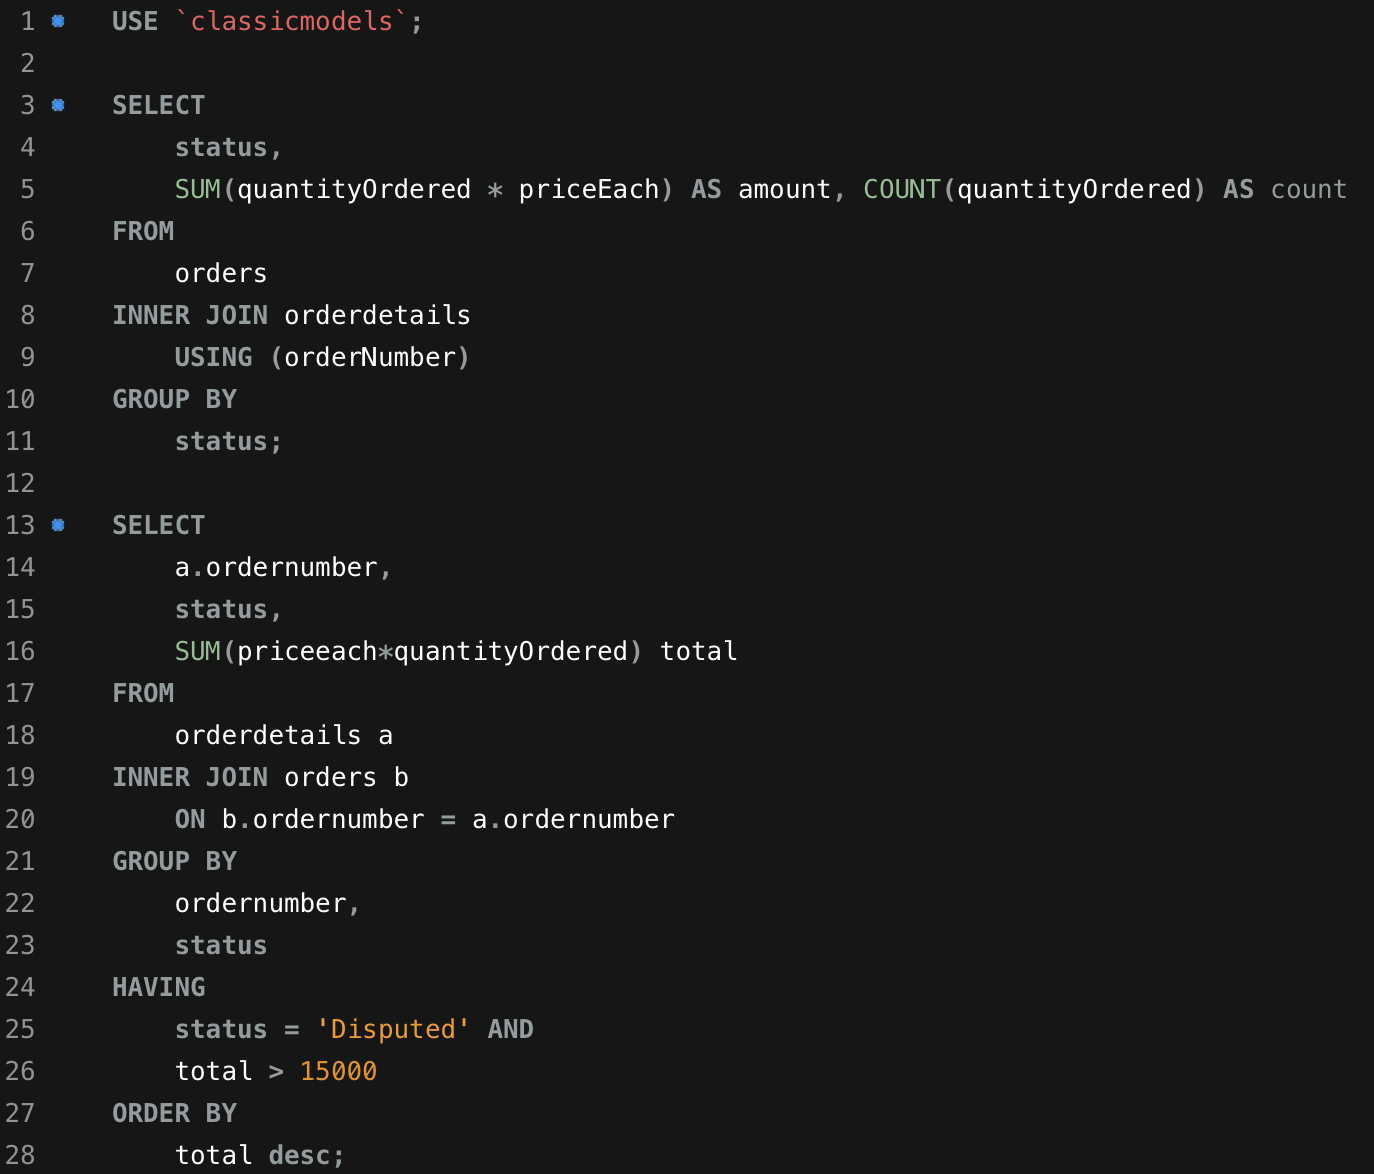 1 USE `classicmodels`;
2
3 SELECT
4 status,
5 SUM(quantityOrdered * priceEach) AS amount, COUNT(quantityOrdered) AS count
6 FROM
7 orders
8 INNER JOIN orderdetails
9 USING (orderNumber)
10 GROUP BY
11 status;
12
13 SELECT
14 a.ordernumber,
15 status,
16 SUM(priceeach*quantityOrdered) total
17 FROM
18 orderdetails a
19 INNER JOIN orders b
20 ON b.ordernumber = a.ordernumber
21 GROUP BY
22 ordernumber,
23 status
24 HAVING
25 status = 'Disputed' AND
26 total > 15000
27 ORDER BY
28 total desc;